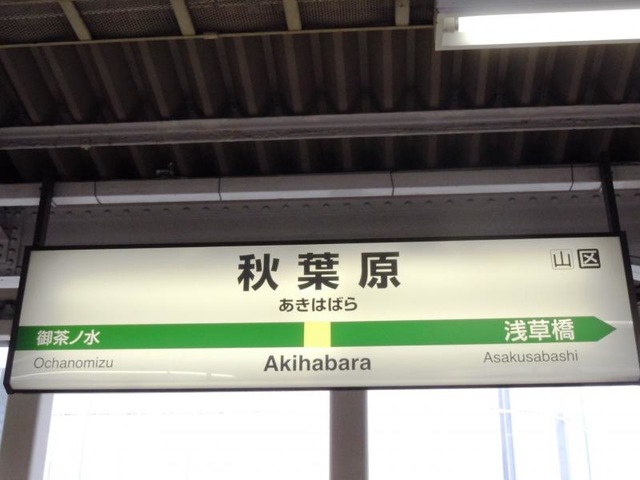 秋葉原
山区
あきはばら
御茶ノ水
浅草橋
Ochanomizu
Akihabara
Asakusabashi